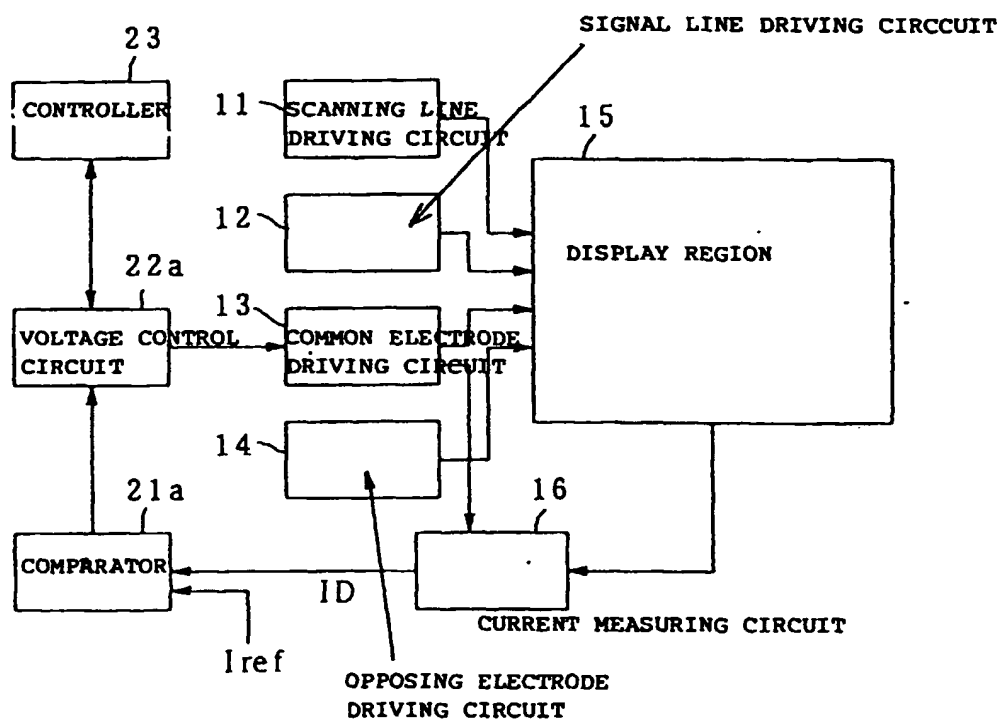 SIGNAL LINE DRIVING CIRCCUIT
23
CONTROLLER
11
SCANNING LINE
DRIVING CIRCUIT
15
12
DISPLAY REGION
22a
VOLTAGE CONTROL
CIRCUIT
13
COMMON ELECTRODE
DRIVING CIRCUIT
14
21a
COMPARATOR
16
ID
Iref
CURRENT MEASURING CIRCUIT
OPPOSING ELECTRODE
DRIVING CIRCUIT